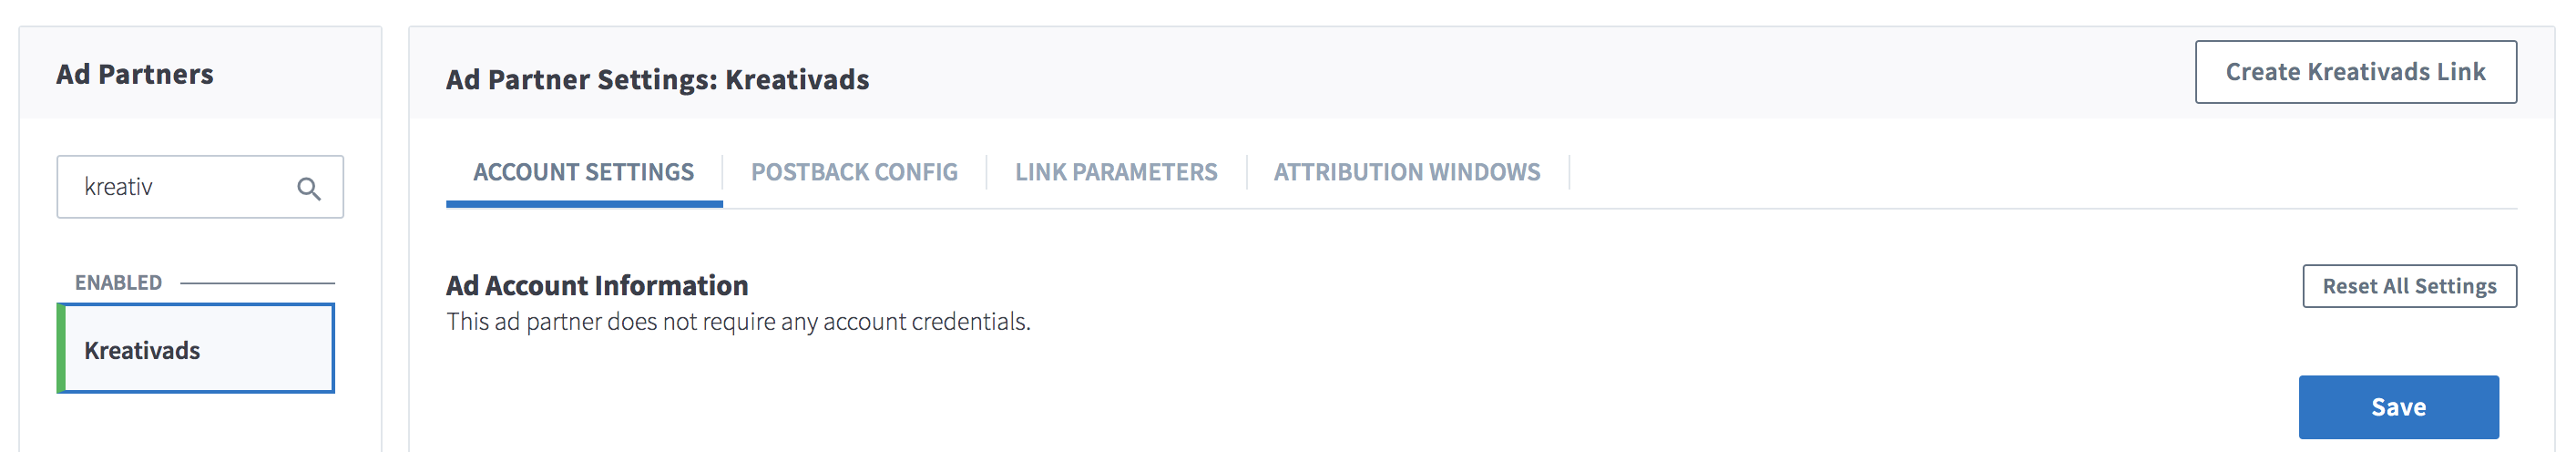 Ad Partners
kreativ
ENABLED
Kreativads
Ad Partner Settings: Kreativads
Create Kreativads Link
ACCOUNT SETTINGS
POSTBACK CONFIG
LINK PARAMETERS
ATTRIBUTION WINDOWS
Ad Account Information
Reset All Settings
This ad partner does not require any account credentials.
Save